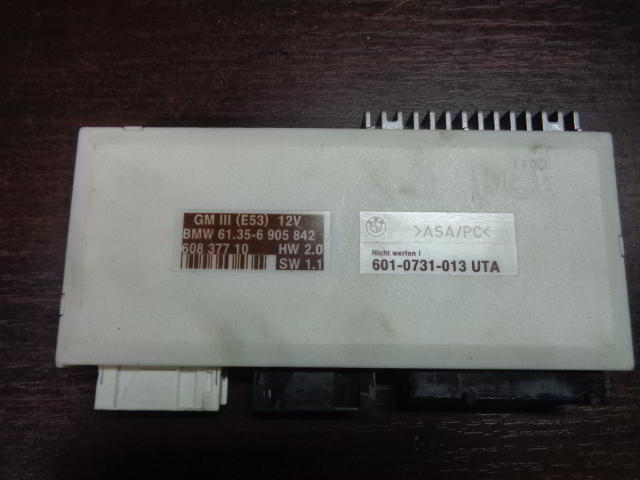 GM III (E53) 12V
BMW 61.35-6 905 842
608 377 10 HW 2.0
SW 1.1
>ASA/PC<
Nicht werfen !
601-0731-013 UTA